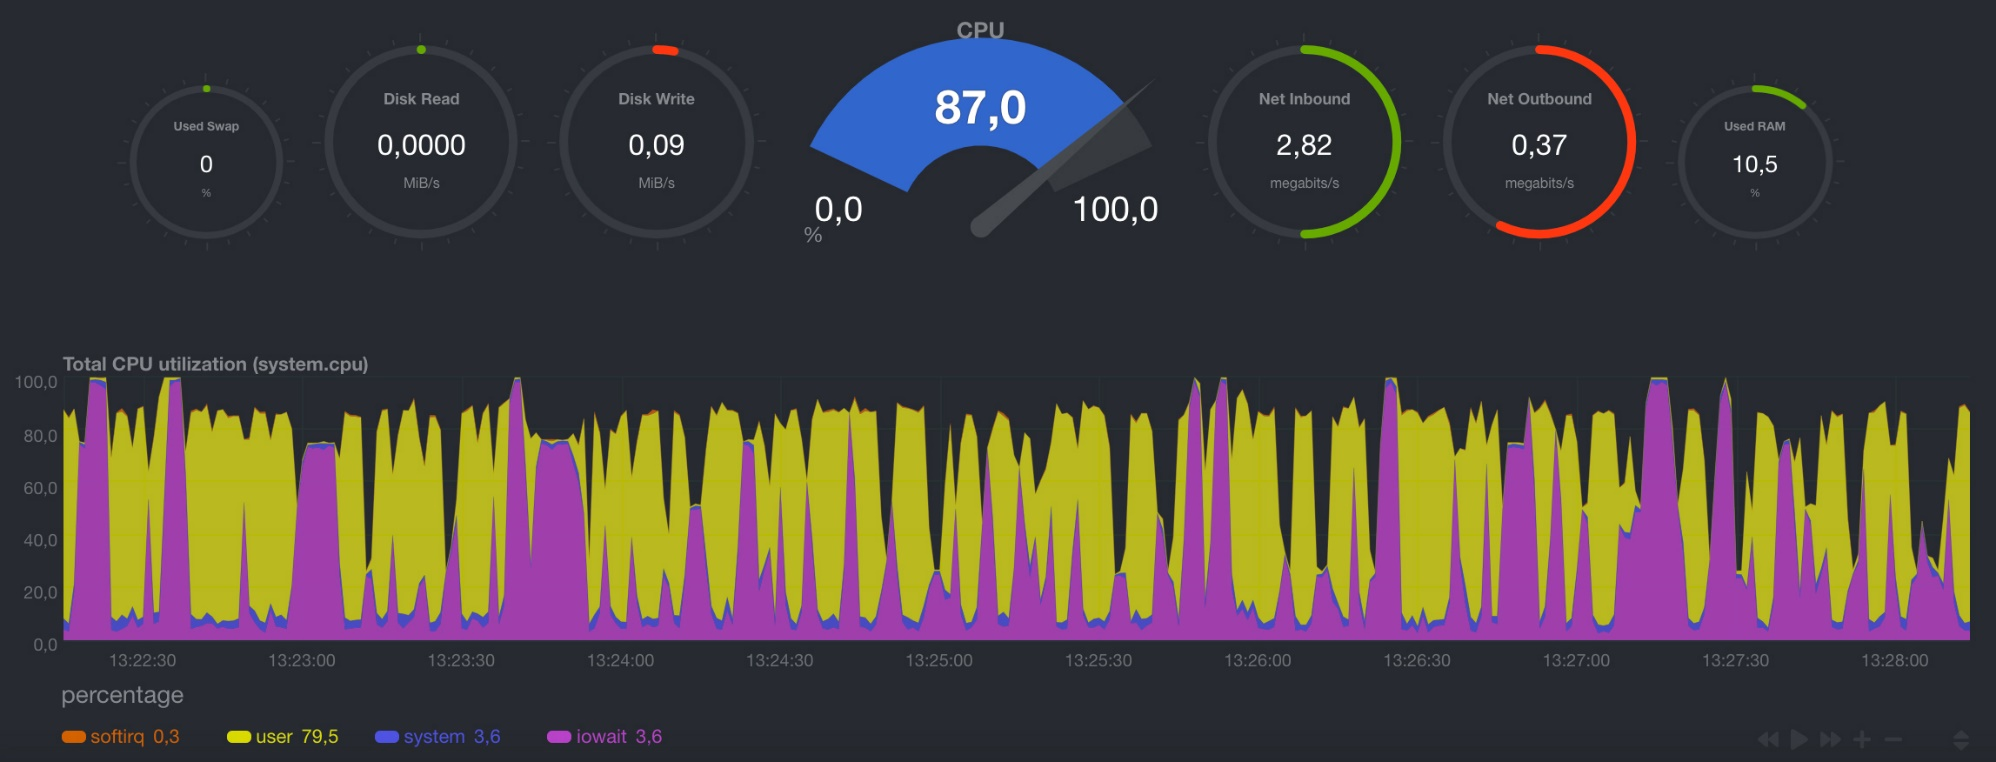 CPU
Used Swap
0
%
Disk Read
0,0000
MiB/s
Disk Write
0,09
MiB/s
87,0
0,0
100,0
%
Net Inbound
2,82
megabits/s
Net Outbound
0,37
megabits/s
Used RAM
10,5
%
Total CPU utilization (system.cpu)
100,0
80,0
60,0
40,0
20,0
0,0
13:22:30 13:23:00 13:23:30 13:24:00 13:24:30 13:25:00 13:25:30 13:26:00 13:26:30 13:27:00 13:27:30 13:28:00
percentage
softirq 0,3 user 79,5 system 3,6 iowait 3,6